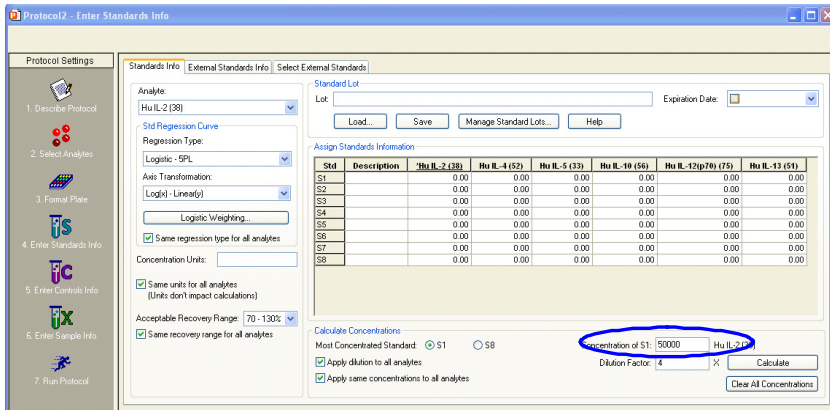 Protocol2 - Enter Standards Info
Protocol Settings
1. Describe Protocol
2. Select Analytes
3. Format Plate
4. Enter Standards Info
5. Enter Controls Info
6. Enter Sample Info
7. Run Protocol
Standards Info External Standards Info Select External Standards
Analyte:
Hu IL-2 (38)
Std Regression Curve
Regression Type:
Logistic - 5PL
Axis Transformation:
Log(x) - Linear(y)
Logistic Weighting...
Same regression type for all analytes
Concentration Units:
Same units for all analytes
(Units don't impact calculations)
Acceptable Recovery Range: 70 - 130%
Same recovery range for all analytes
Standard Lot
Lot: Expiration Date:
Load... Save Manage Standard Lots... Help
Assign Standards Information
Std Description 'Hu IL-2 (38) Hu IL-4 (52) Hu IL-5 (33) Hu IL-10 (56) Hu IL-12(p70) (75) Hu IL-13 (51)
S1 0.00 0.00 0.00 0.00 0.00 0.00
S2 0.00 0.00 0.00 0.00 0.00 0.00
S3 0.00 0.00 0.00 0.00 0.00 0.00
S4 0.00 0.00 0.00 0.00 0.00 0.00
S5 0.00 0.00 0.00 0.00 0.00 0.00
S6 0.00 0.00 0.00 0.00 0.00 0.00
S7 0.00 0.00 0.00 0.00 0.00 0.00
S8 0.00 0.00 0.00 0.00 0.00 0.00
Calculate Concentrations
Most Concentrated Standard: S1 S8 Concentration of S1: 50000 Hu IL-2 (38)
Apply dilution to all analytes Dilution Factor: 4 X Calculate
Apply same concentrations to all analytes Clear All Concentrations